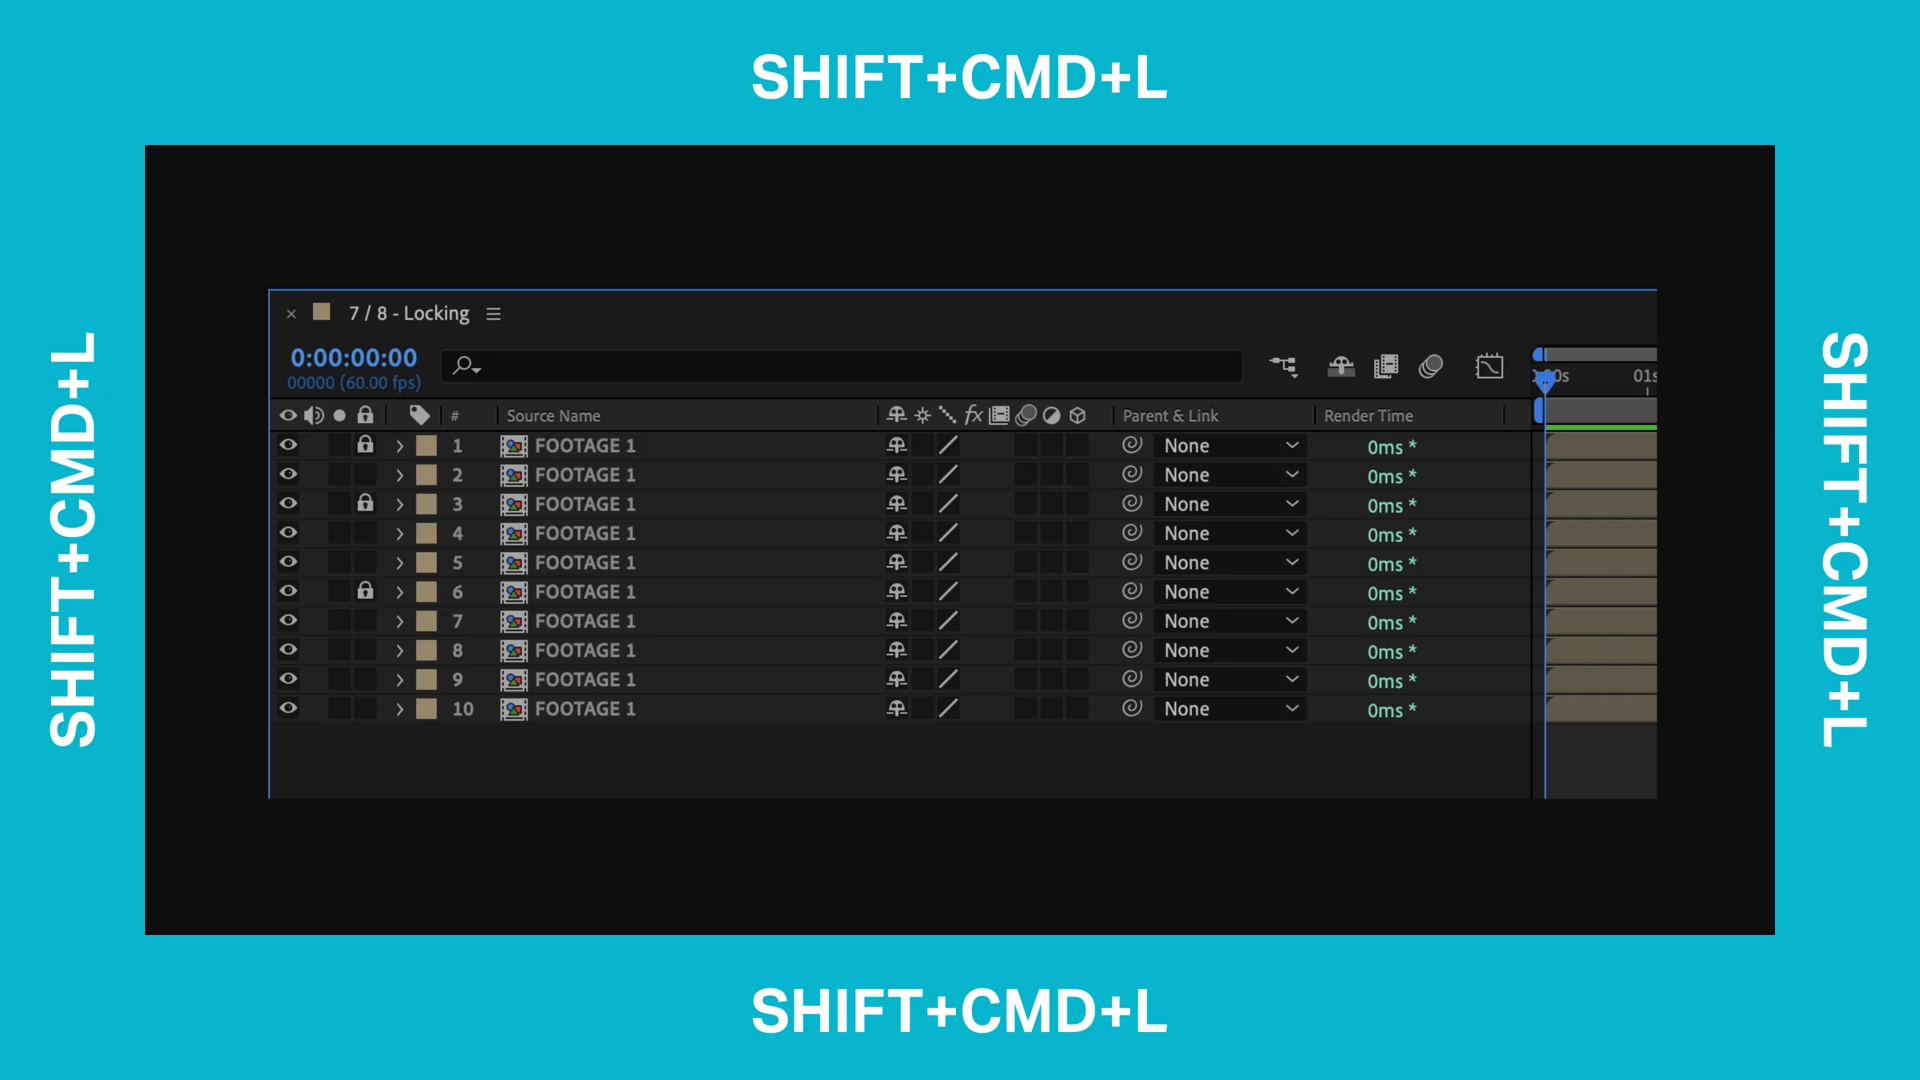 SHIFT+CMD+L
SHIFT+CMD+L
SHIFT+CMD+L
7 / 8 - Locking
0:00:00:00
00000 (60.00 fps)
01s
# Source Name fx Parent & Link Render Time
1 FOOTAGE 1 None 0ms *
2 FOOTAGE 1 None 0ms *
3 FOOTAGE 1 None 0ms *
4 FOOTAGE 1 None 0ms *
5 FOOTAGE 1 None 0ms *
6 FOOTAGE 1 None 0ms *
7 FOOTAGE 1 None 0ms *
8 FOOTAGE 1 None 0ms *
9 FOOTAGE 1 None 0ms *
10 FOOTAGE 1 None 0ms *
SHIFT+CMD+L